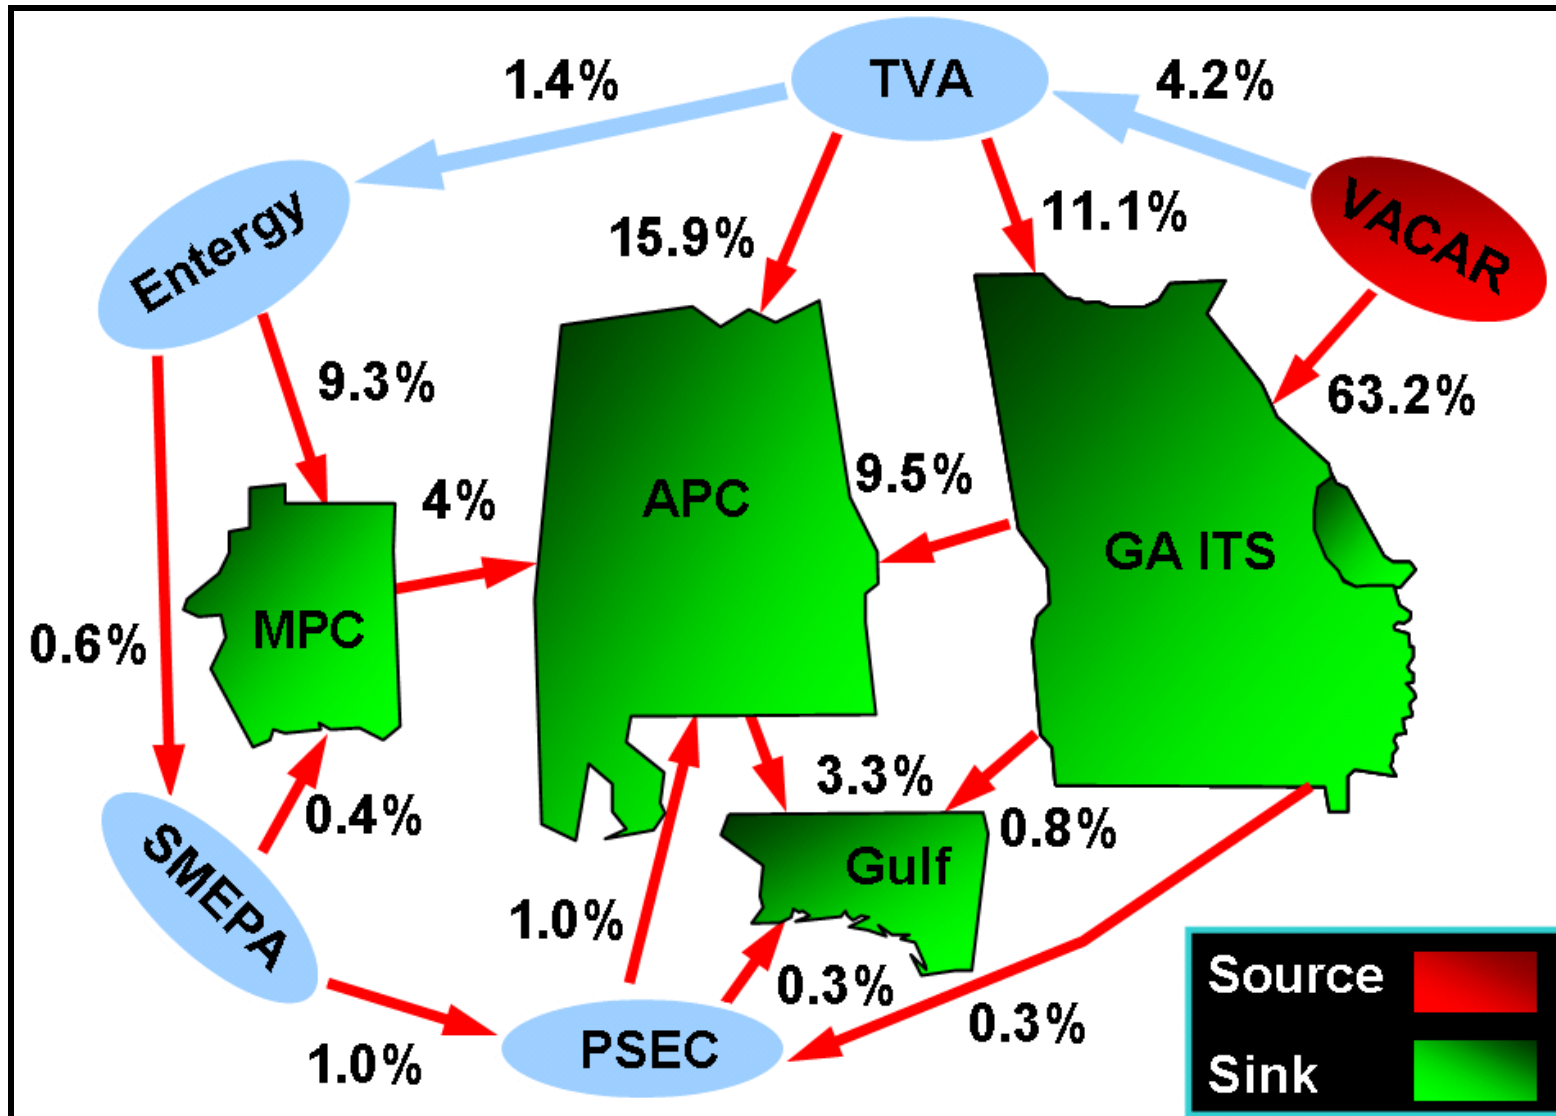 TVA
1.4%
4.2%
VACAR
Entergy
15.9%
11.1%
9.3%
63.2%
4%
APC
9.5%
GA ITS
0.6%
MPC
0.4%
3.3%
0.8%
SMEPA
Gulf
1.0%
0.3%
0.3%
1.0%
PSEC
Source
Sink